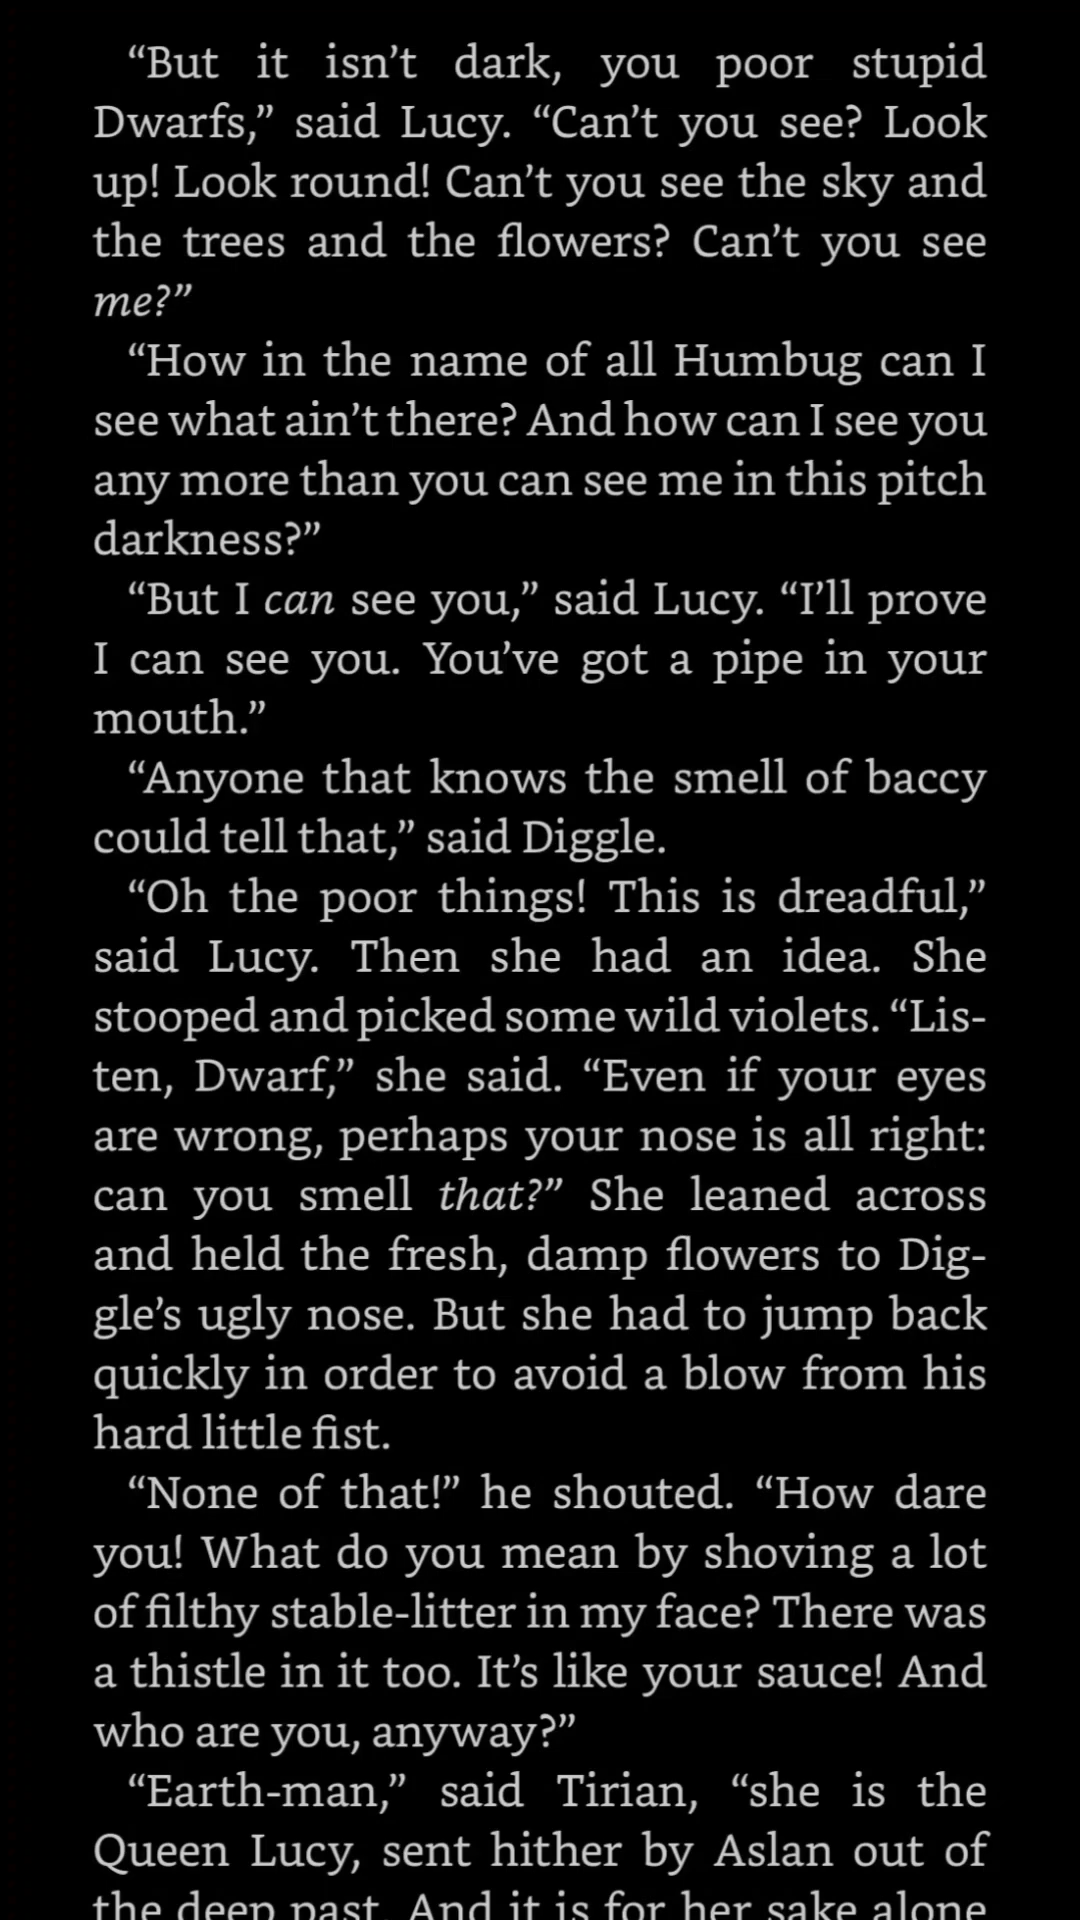 “But it isn’t dark, you poor stupid
Dwarfs,” said Lucy. “Can’t you see? Look
up! Look round! Can’t you see the sky and
the trees and the flowers? Can’t you see
me?”
“How in the name of all Humbug can I
see what ain’t there? And how can I see you
any more than you can see me in this pitch
darkness?”
“But I can see you,” said Lucy. “I’ll prove
I can see you. You’ve got a pipe in your
mouth.”
“Anyone that knows the smell of baccy
could tell that,” said Diggle.
“Oh the poor things! This is dreadful,”
said Lucy. Then she had an idea. She
stooped and picked some wild violets. “Lis-
ten, Dwarf,” she said. “Even if your eyes
are wrong, perhaps your nose is all right:
can you smell that?” She leaned across
and held the fresh, damp flowers to Dig-
gle’s ugly nose. But she had to jump back
quickly in order to avoid a blow from his
hard little fist.
“None of that!” he shouted. “How dare
you! What do you mean by shoving a lot
of filthy stable-litter in my face? There was
a thistle in it too. It’s like your sauce! And
who are you, anyway?”
“Earth-man,” said Tirian, “she is the
Queen Lucy, sent hither by Aslan out of
the deep past. And it is for her sake alone